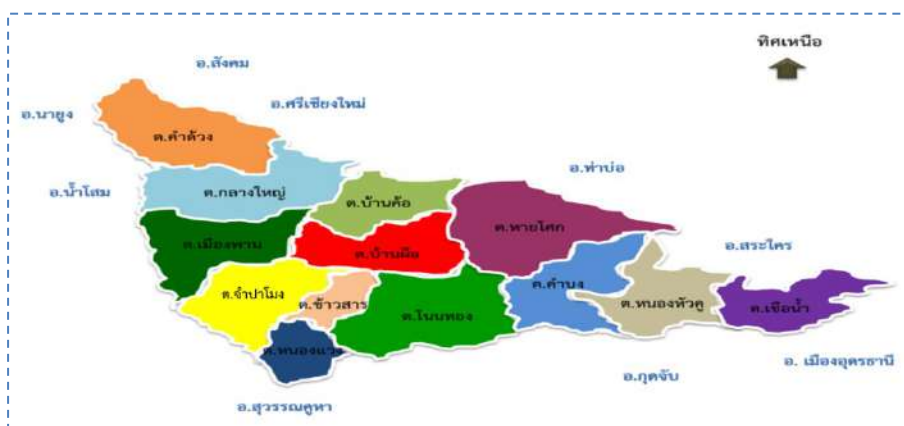 ทิศเหนือ
อ.สังคม
อ.ศรีเชียงใหม่
อ.นายูง
ต.คำด้วง
อ.ท่าบ่อ
อ.น้ำโสม
ต.กลางใหญ่
ต.บ้านค้อ
ต.หายโศก
อ.สระใคร
ต.เมืองพาน
ต.บ้านผือ
ต.คำบง
ต.จำปาโมง
ต.ข้าวสาร
ต.โนนทอง
ต.หนองหัวคู
ต.เขือน้ำ
ต.หนองแวง
อ. เมืองอุดรธานี
อ.กุดจับ
อ.สุวรรณคูหา